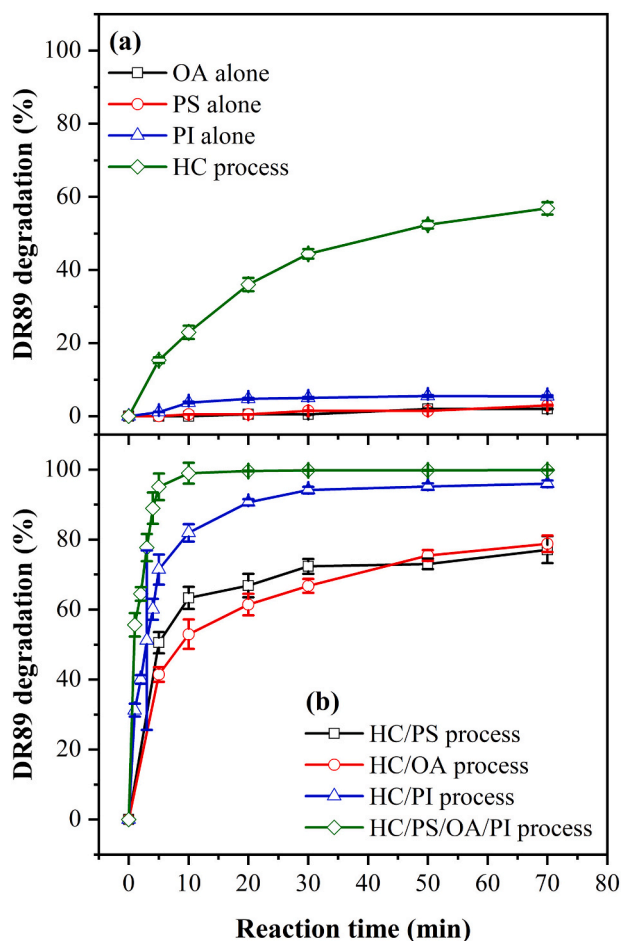 (a)
OA alone
PS alone
PI alone
HC process
DR89 degradation (%)
100
80
60
40
20
0
100
80
60
40
20
0
DR89 degradation (%)
(b)
HC/PS process
HC/OA process
HC/PI process
HC/PS/OA/PI process
0 10 20 30 40 50 60 70 80
Reaction time (min)